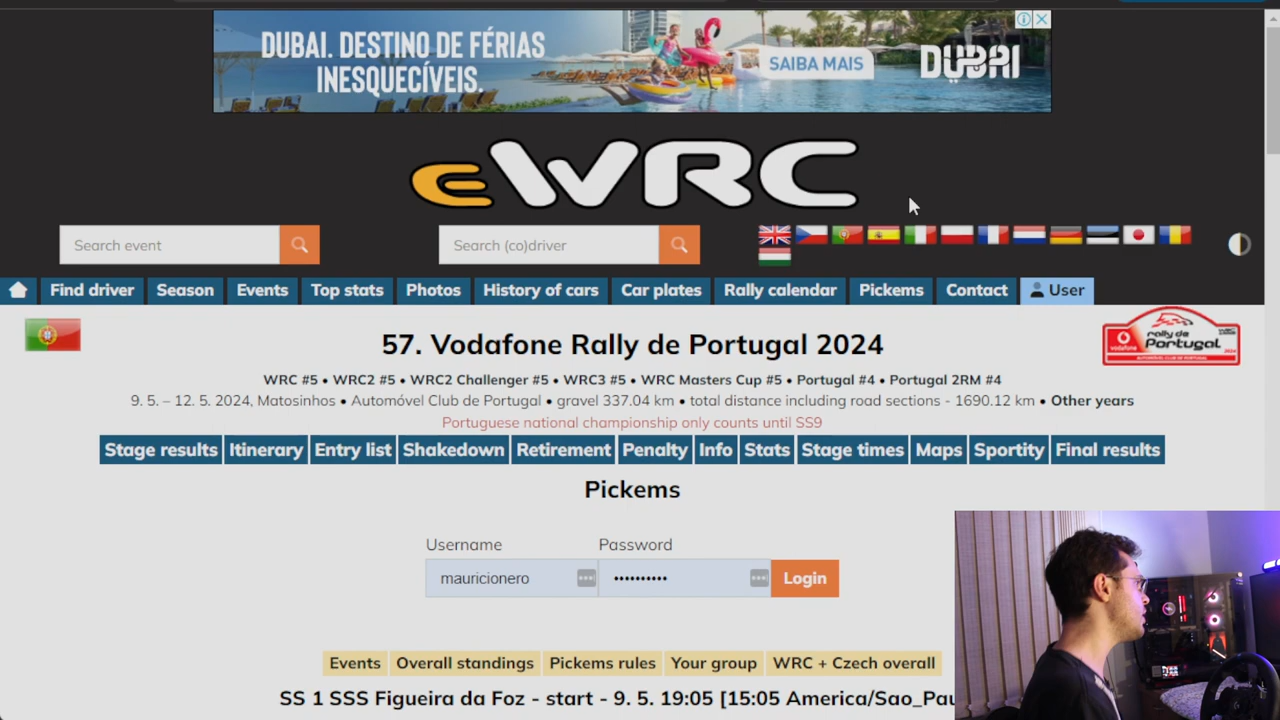 DUBAI. DESTINO DE FÉRIAS
INESQUECÍVEIS.
SAIBA MAIS
DUBAI
eWRC
Search event
Search (co)driver
Find driver
Season
Events
Top stats
Photos
History of cars
Car plates
Rally calendar
Pickems
Contact
User
57. Vodafone Rally de Portugal 2024
rally de
Portugal
vodafone
WRC #5 • WRC2 #5 • WRC2 Challenger #5 • WRC3 #5 • WRC Masters Cup #5 • Portugal #4 • Portugal 2RM #4
9. 5. – 12. 5. 2024, Matosinhos • Automóvel Club de Portugal • gravel 337.04 km • total distance including road sections - 1690.12 km • Other years
Portuguese national championship only counts until SS9
Stage results
Itinerary
Entry list
Shakedown
Retirement
Penalty
Info
Stats
Stage times
Maps
Sportity
Final results
Pickems
Username
Password
mauricionero
••••••••••
Login
Events
Overall standings
Pickems rules
Your group
WRC + Czech overall
SS 1 SSS Figueira da Foz - start - 9. 5. 19:05 [15:05 America/Sao_Pau